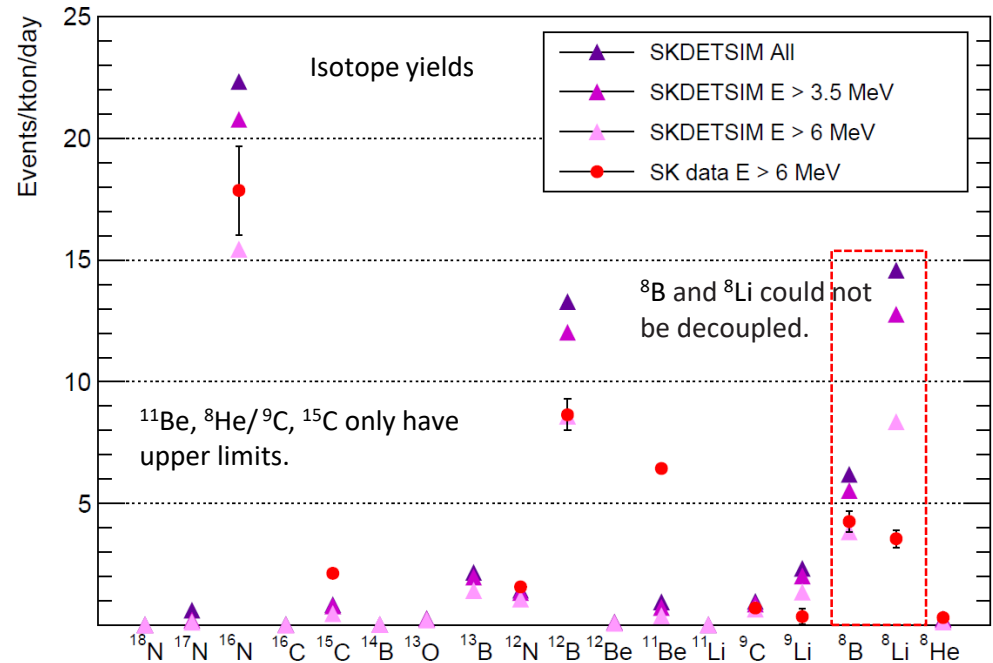 Isotope yields
SKDETSIM All
SKDETSIM E > 3.5 MeV
SKDETSIM E > 6 MeV
SK data E > 6 MeV
Events/kton/day
25
20
15
10
5
⁸B and ⁸Li could not
be decoupled.
¹¹Be, ⁸He/ ⁹C, ¹⁵C only have
upper limits.
¹⁸N ¹⁷N ¹⁶N ¹⁶C ¹⁵C ¹⁴B ¹³O ¹³B ¹²N ¹²B ¹²Be ¹¹Be ¹¹Li ⁹C ⁹Li ⁸B ⁸Li ⁸He